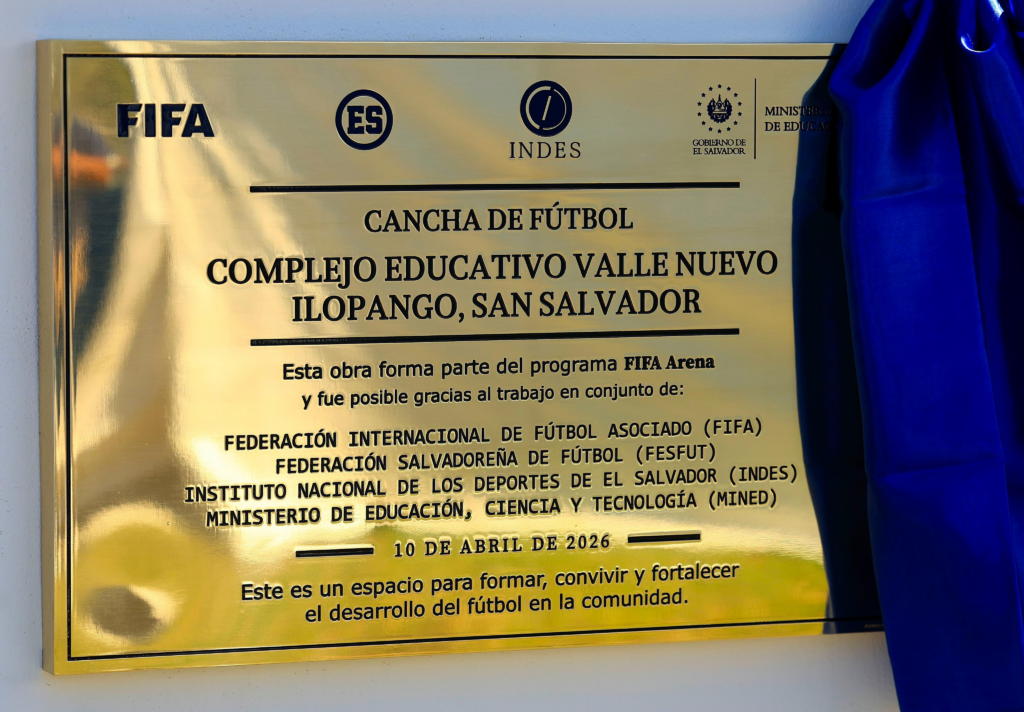 FIFA
ES
INDES
GOBIERNO DE
EL SALVADOR
DE
CANCHA DE FÚTBOL
COMPLEJO EDUCATIVO VALLE NUEVO
ILOPANGO, SAN SALVADOR
Esta obra forma parte del programa FIFA Arena
y fue posible gracias al trabajo en conjunto de:
FEDERACIÓN INTERNACIONAL DE FÚTBOL ASOCIADO (FIFA)
FEDERACIÓN SALVADOREÑA DE FÚTBOL (FESFUT)
INSTITUTO NACIONAL DE LOS DEPORTES DE EL SALVADOR (INDES)
MINISTERIO DE EDUCACIÓN, CIENCIA Y TECNOLOGÍA (MINED)
10 DE ABRIL DE 2026
Este es un espacio para formar, convivir y fortalecer
el desarrollo del fútbol en la comunidad.